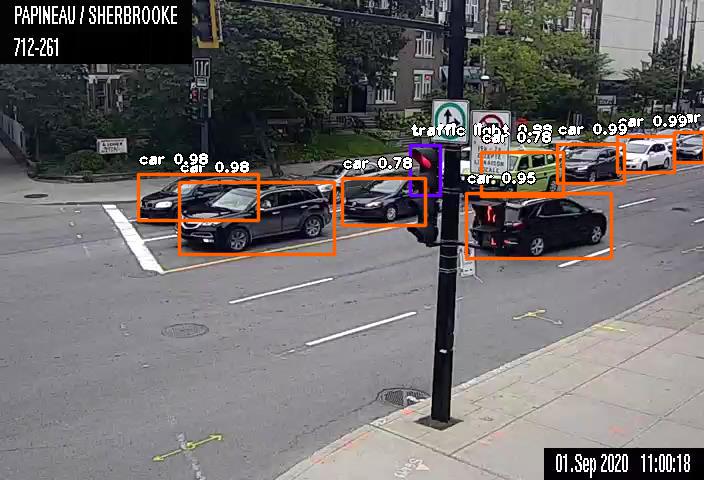 PAPINEAU / SHERBROOKE
712-261
car 0.98
car 0.98
car 0.78
traffic light 0.98
car 0.78
car 0.95
car 0.99
car 0.99
car
01.Sep 2020 11:00:18